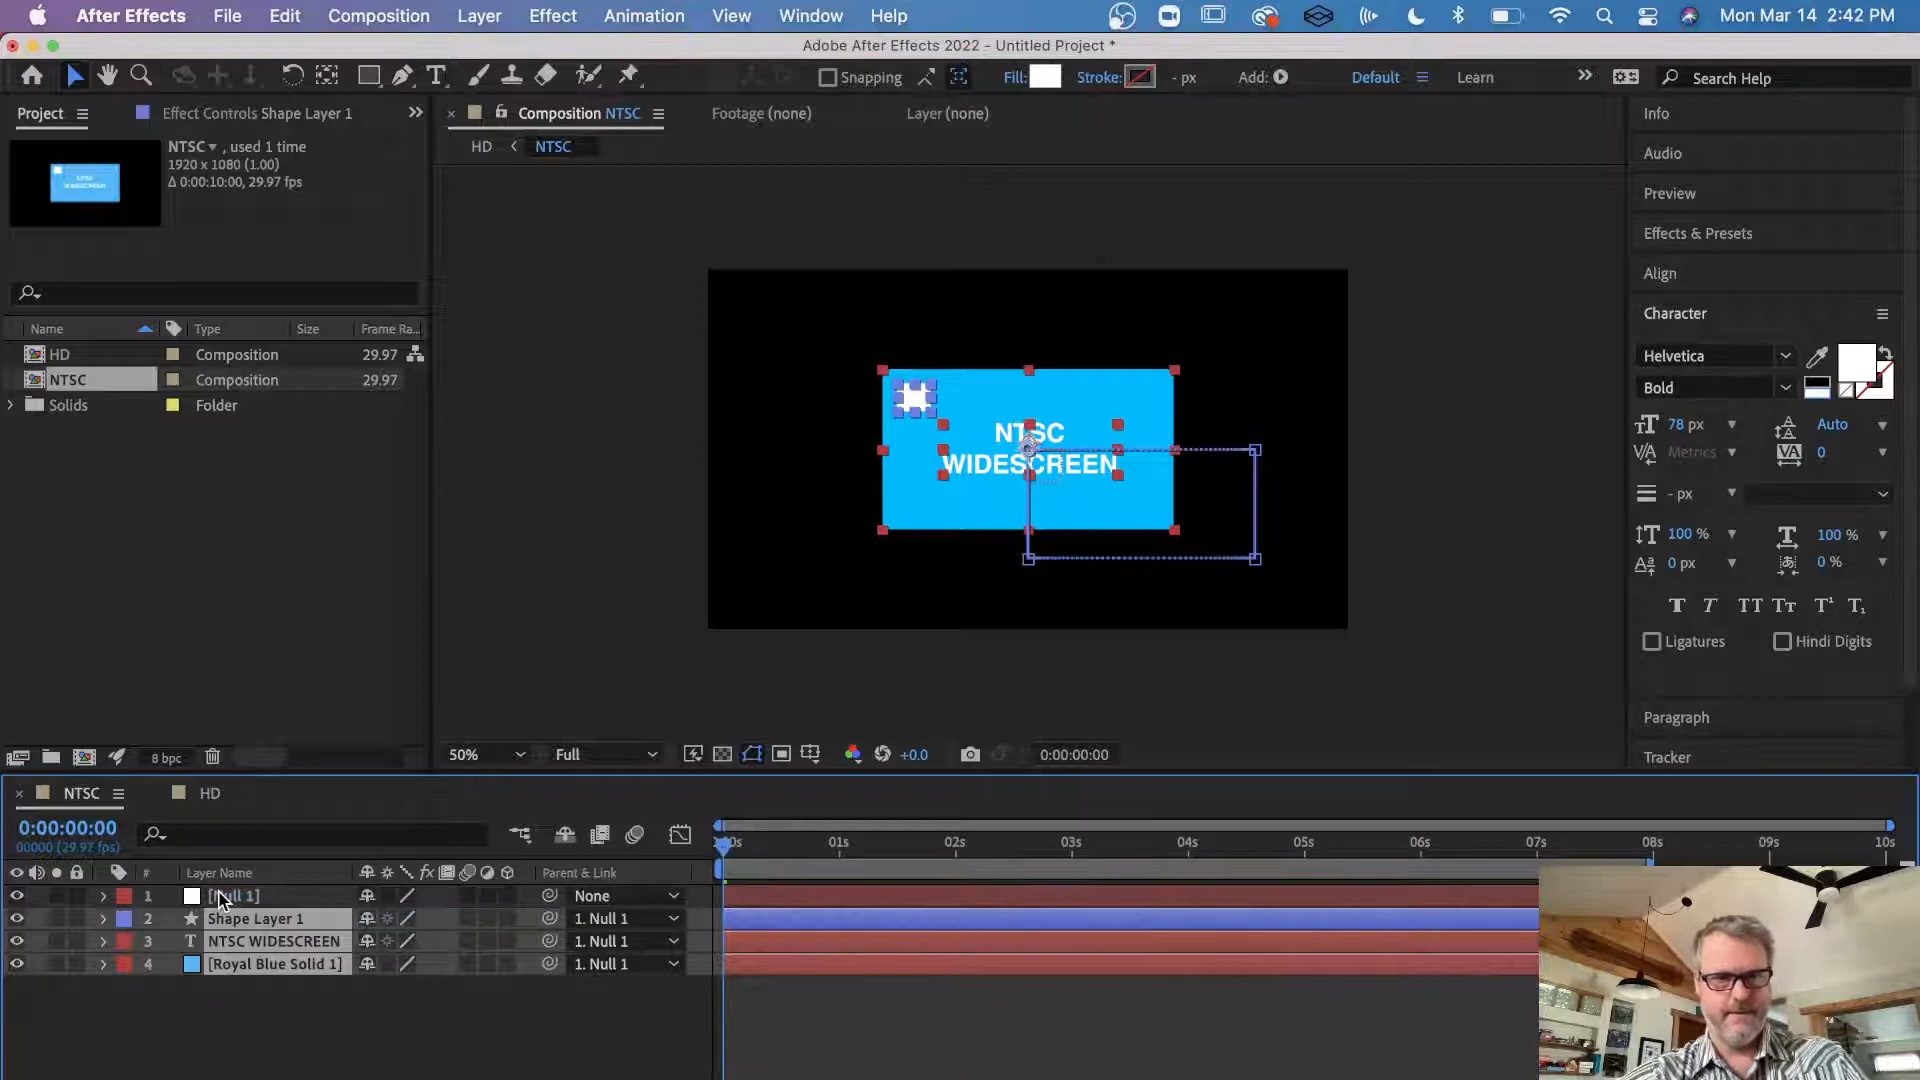 After Effects File Edit Composition Layer Effect Animation View Window Help Mon Mar 14 2:42 PM
Adobe After Effects 2022 - Untitled Project *
Snapping Fill: Stroke: - px Add: Default Learn Search Help
Project Effect Controls Shape Layer 1
Composition NTSC Footage (none) Layer (none)
HD NTSC
NTSC , used 1 time
1920 x 1080 (1.00)
Δ 0:00:10:00, 29.97 fps
Name Type Size Frame Ra...
HD Composition 29.97
NTSC Composition 29.97
Solids Folder
8 bpc
NTSC
WIDESCREEN
50% Full +0.0 0:00:00:00
Info
Audio
Preview
Effects & Presets
Align
Character
Helvetica
Bold
78 px Auto
Metrics 0
- px
100 % 100 %
0 px 0 %
T T TT Tt T¹ T₁
Ligatures Hindi Digits
Paragraph
Tracker
NTSC HD
0:00:00:00
00000 (29.97 fps)
01s 02s 03s 04s 05s 06s 07s 08s 09s 10s
# Layer Name fx Parent & Link
1 [Null 1] None
2 Shape Layer 1 1. Null 1
3 T NTSC WIDESCREEN 1. Null 1
4 [Royal Blue Solid 1] 1. Null 1